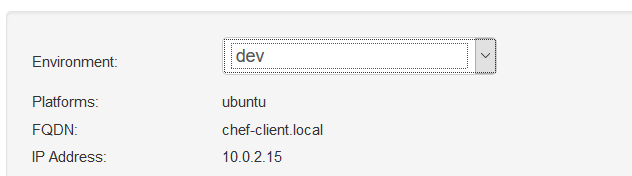 Environment: dev
Platforms: ubuntu
FQDN: chef-client.local
IP Address: 10.0.2.15